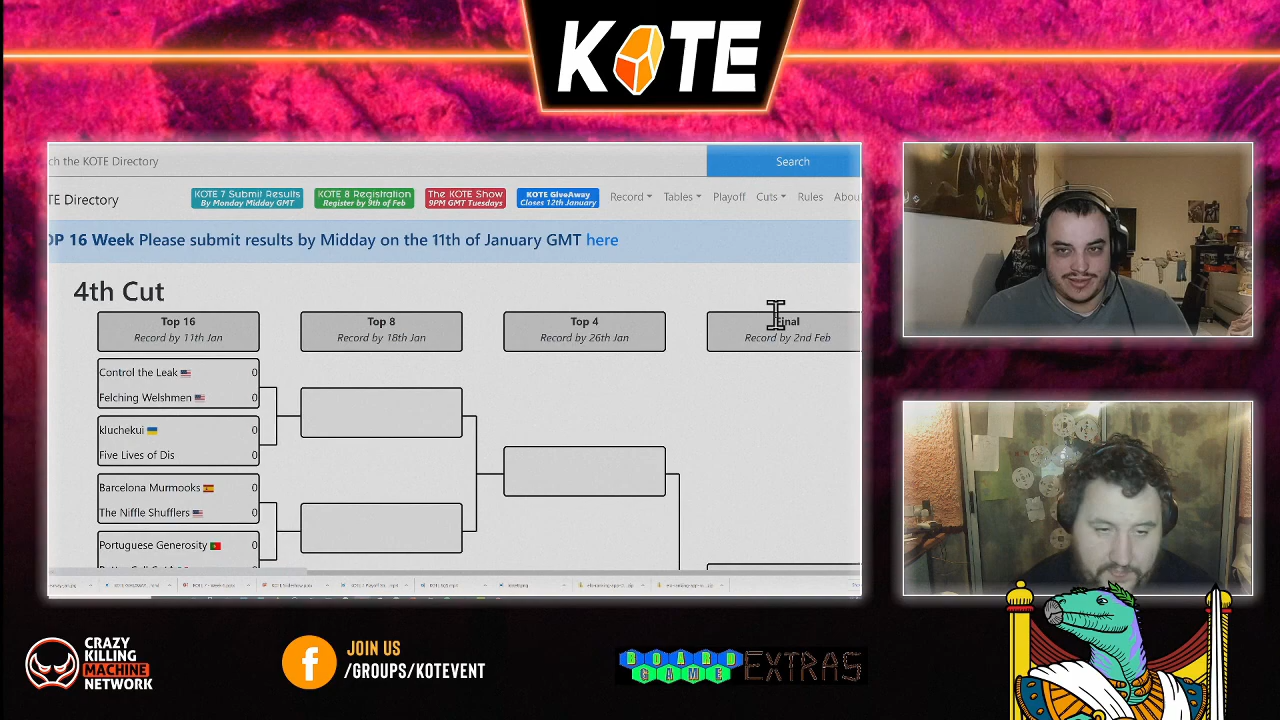 KOTE
ch the KOTE Directory
Search
TE Directory
KOTE 7 Submit Results
By Monday Midday GMT
KOTE 8 Registration
Register by 9th of Feb
The KOTE Show
9PM GMT Tuesdays
KOTE GiveAway
Closes 12th January
Record
Tables
Playoff
Cuts
Rules
Abou
OP 16 Week Please submit results by Midday on the 11th of January GMT here
4th Cut
Top 16
Record by 11th Jan
Top 8
Record by 18th Jan
Top 4
Record by 26th Jan
Final
Record by 2nd Feb
Control the Leak 0
Felching Welshmen 0
kluchekui 0
Five Lives of Dis 0
Barcelona Murmooks 0
The Niffle Shufflers 0
Portuguese Generosity 0
CRAZY
KILLING
MACHINE
NETWORK
JOIN US
/GROUPS/KOTEVENT
BOARD
GAME
EXTRAS